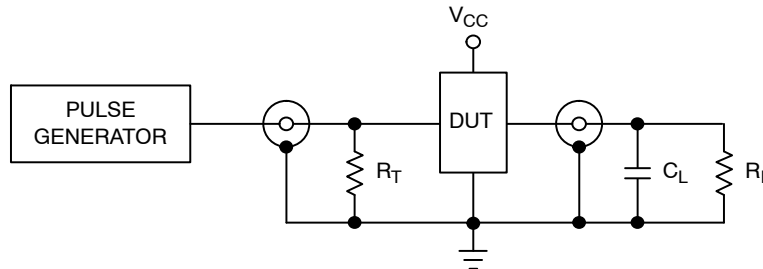 V_CC
PULSE
GENERATOR
DUT
R_T
C_L
R